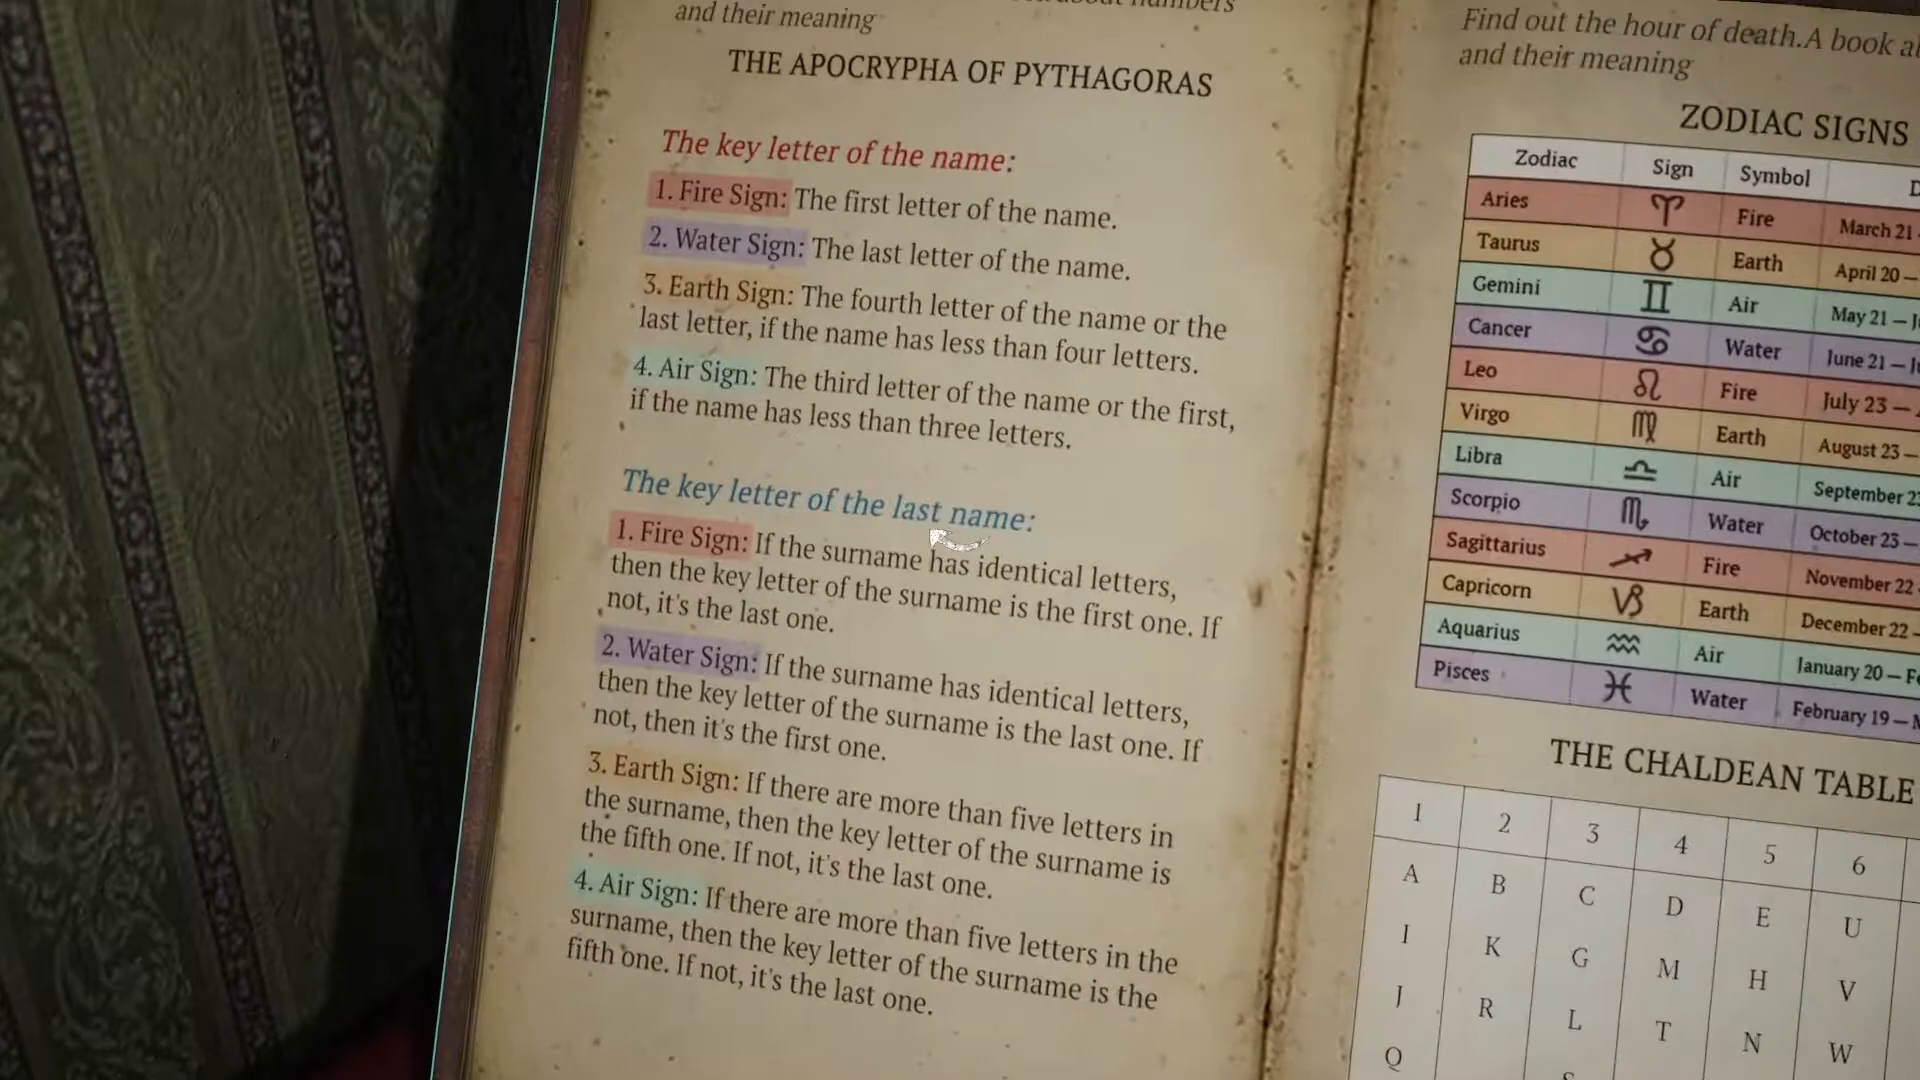 and their meaning
THE APOCRYPHA OF PYTHAGORAS
The key letter of the name:
1. Fire Sign: The first letter of the name.
2. Water Sign: The last letter of the name.
3. Earth Sign: The fourth letter of the name or the
last letter, if the name has less than four letters.
4. Air Sign: The third letter of the name or the first,
if the name has less than three letters.
The key letter of the last name:
1. Fire Sign: If the surname has identical letters,
then the key letter of the surname is the first one. If
not, it's the last one.
2. Water Sign: If the surname has identical letters,
then the key letter of the surname is the last one. If
not, then it's the first one.
3. Earth Sign: If there are more than five letters in
the surname, then the key letter of the surname is
the fifth one. If not, it's the last one.
4. Air Sign: If there are more than five letters in the
surname, then the key letter of the surname is the
fifth one. If not, it's the last one.
Find out the hour of death.A book
and their meaning
ZODIAC SIGNS
Zodiac Sign Symbol
Aries ♈ Fire March 21
Taurus ♉ Earth April 20 —
Gemini ♊ Air May 21 —
Cancer ♋ Water June 21 —
Leo ♌ Fire July 23 —
Virgo ♍ Earth August 23 —
Libra ♎ Air September
Scorpio ♏ Water October 23 —
Sagittarius ♐ Fire November 22
Capricorn ♑ Earth December 22
Aquarius ♒ Air January 20 —
Pisces ♓ Water February 19 —
THE CHALDEAN TABLE
1 2 3 4 5 6
A B C D E U
I K G M H V
J R L T N W
Q